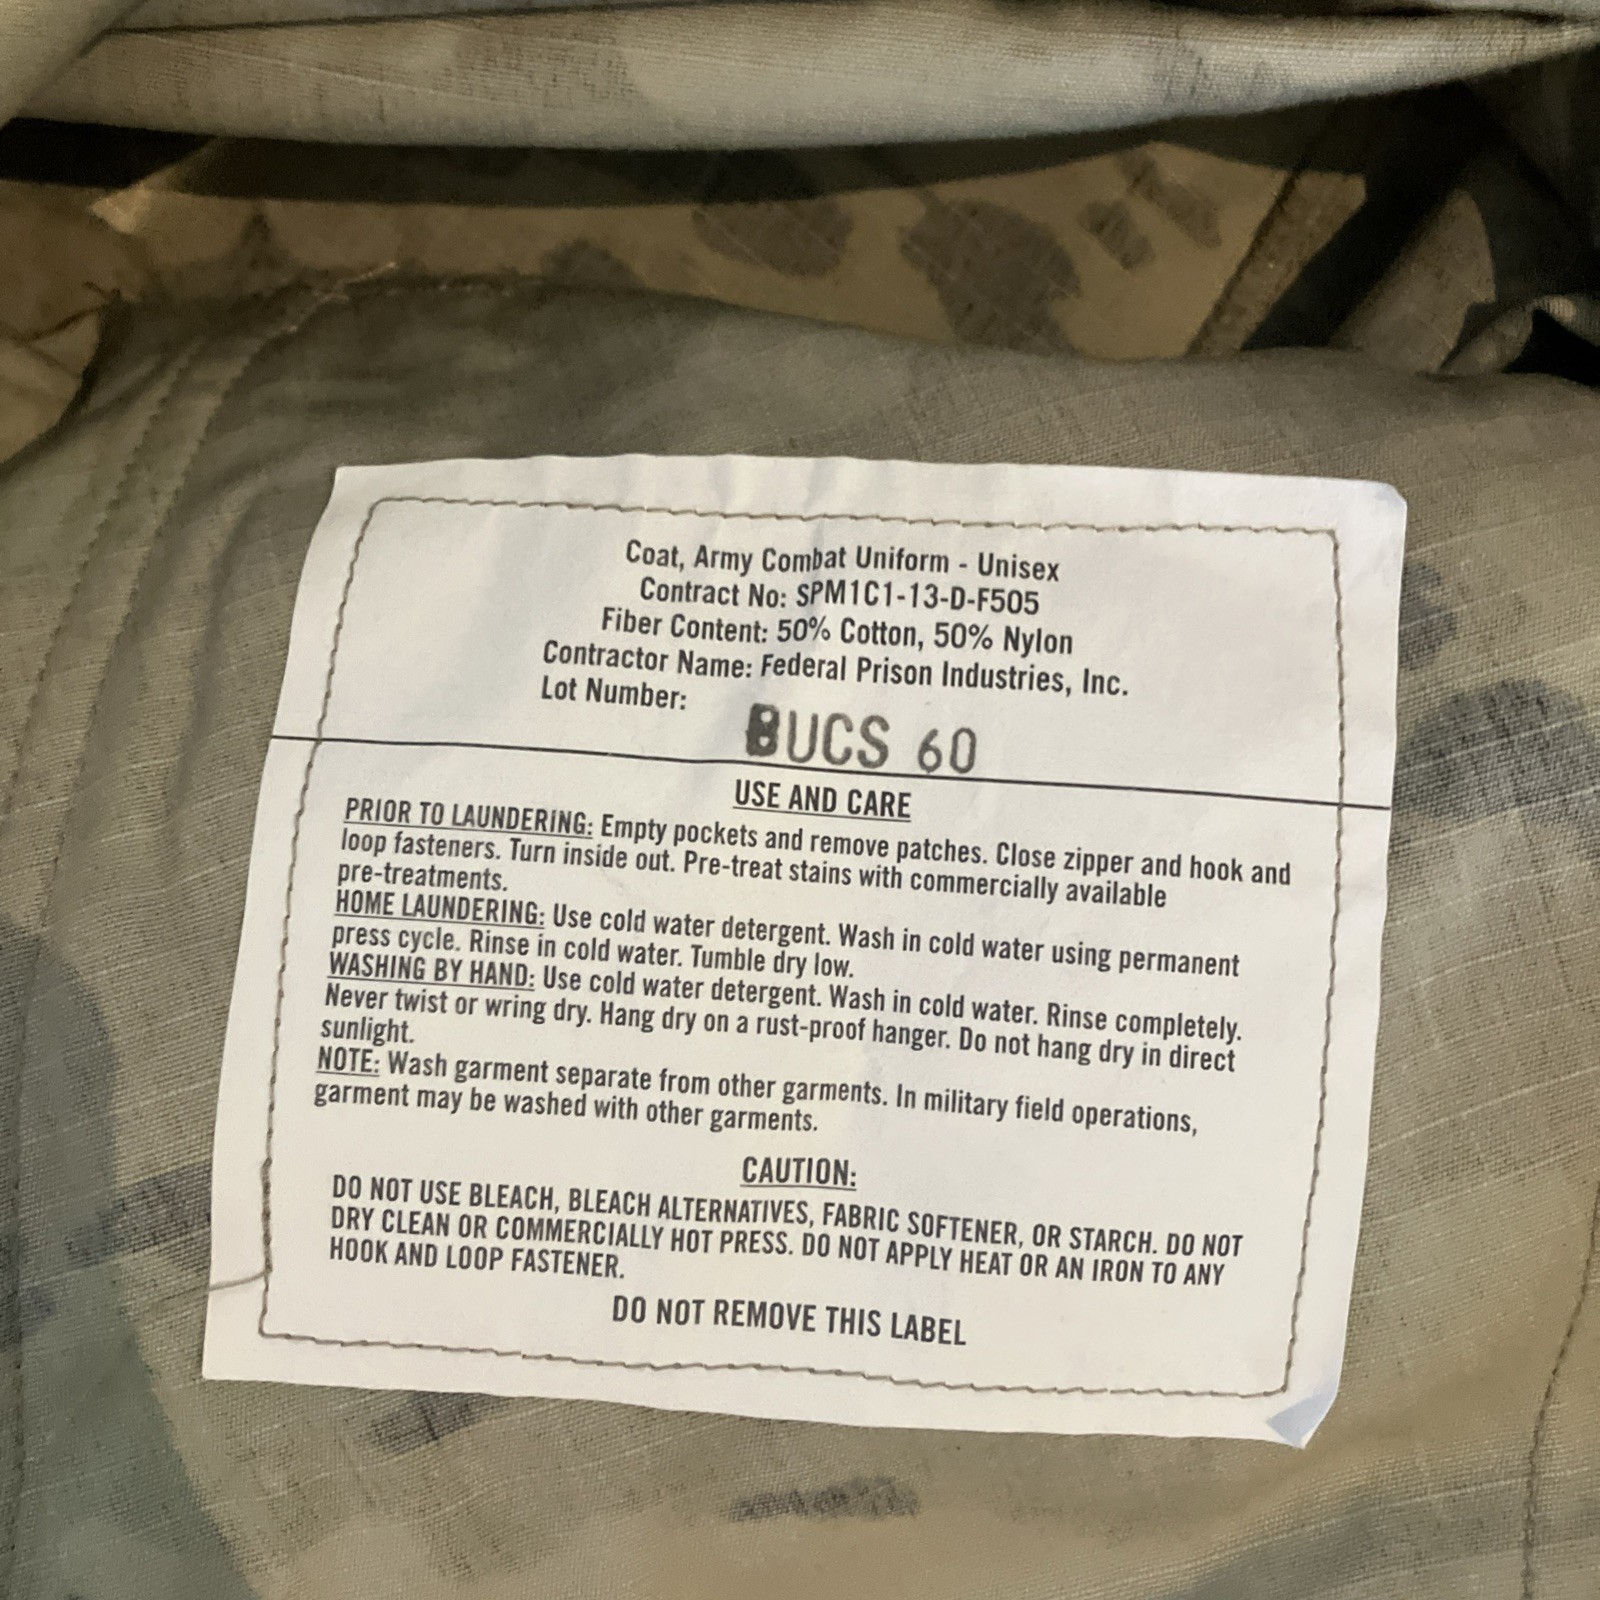 Coat, Army Combat Uniform - Unisex
Contract No: SPM1C1-13-D-F505
Fiber Content: 50% Cotton, 50% Nylon
Contractor Name: Federal Prison Industries, Inc.
Lot Number:
BUCS 60
USE AND CARE
PRIOR TO LAUNDERING: Empty pockets and remove patches. Close zipper and hook and
loop fasteners. Turn inside out. Pre-treat stains with commercially available
pre-treatments.
HOME LAUNDERING: Use cold water detergent. Wash in cold water using permanent
press cycle. Rinse in cold water. Tumble dry low.
WASHING BY HAND: Use cold water detergent. Wash in cold water. Rinse completely.
Never twist or wring dry. Hang dry on a rust-proof hanger. Do not hang dry in direct
sunlight.
NOTE: Wash garment separate from other garments. In military field operations,
garment may be washed with other garments.
CAUTION:
DO NOT USE BLEACH, BLEACH ALTERNATIVES, FABRIC SOFTENER, OR STARCH. DO NOT
DRY CLEAN OR COMMERCIALLY HOT PRESS. DO NOT APPLY HEAT OR AN IRON TO ANY
HOOK AND LOOP FASTENER.
DO NOT REMOVE THIS LABEL